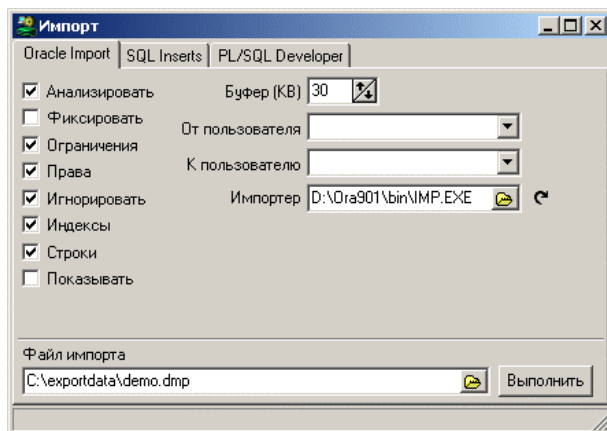 Импорт
Oracle Import SQL Inserts PL/SQL Developer
Анализировать Буфер (КВ) 30
Фиксировать
От пользователя
Ограничения
Права К пользователю
Игнорировать Импортер D:\Ora901\bin\IMP.EXE
Индексы
Строки
Показывать
Файл импорта
C:\exportdata\demo.dmp Выполнить